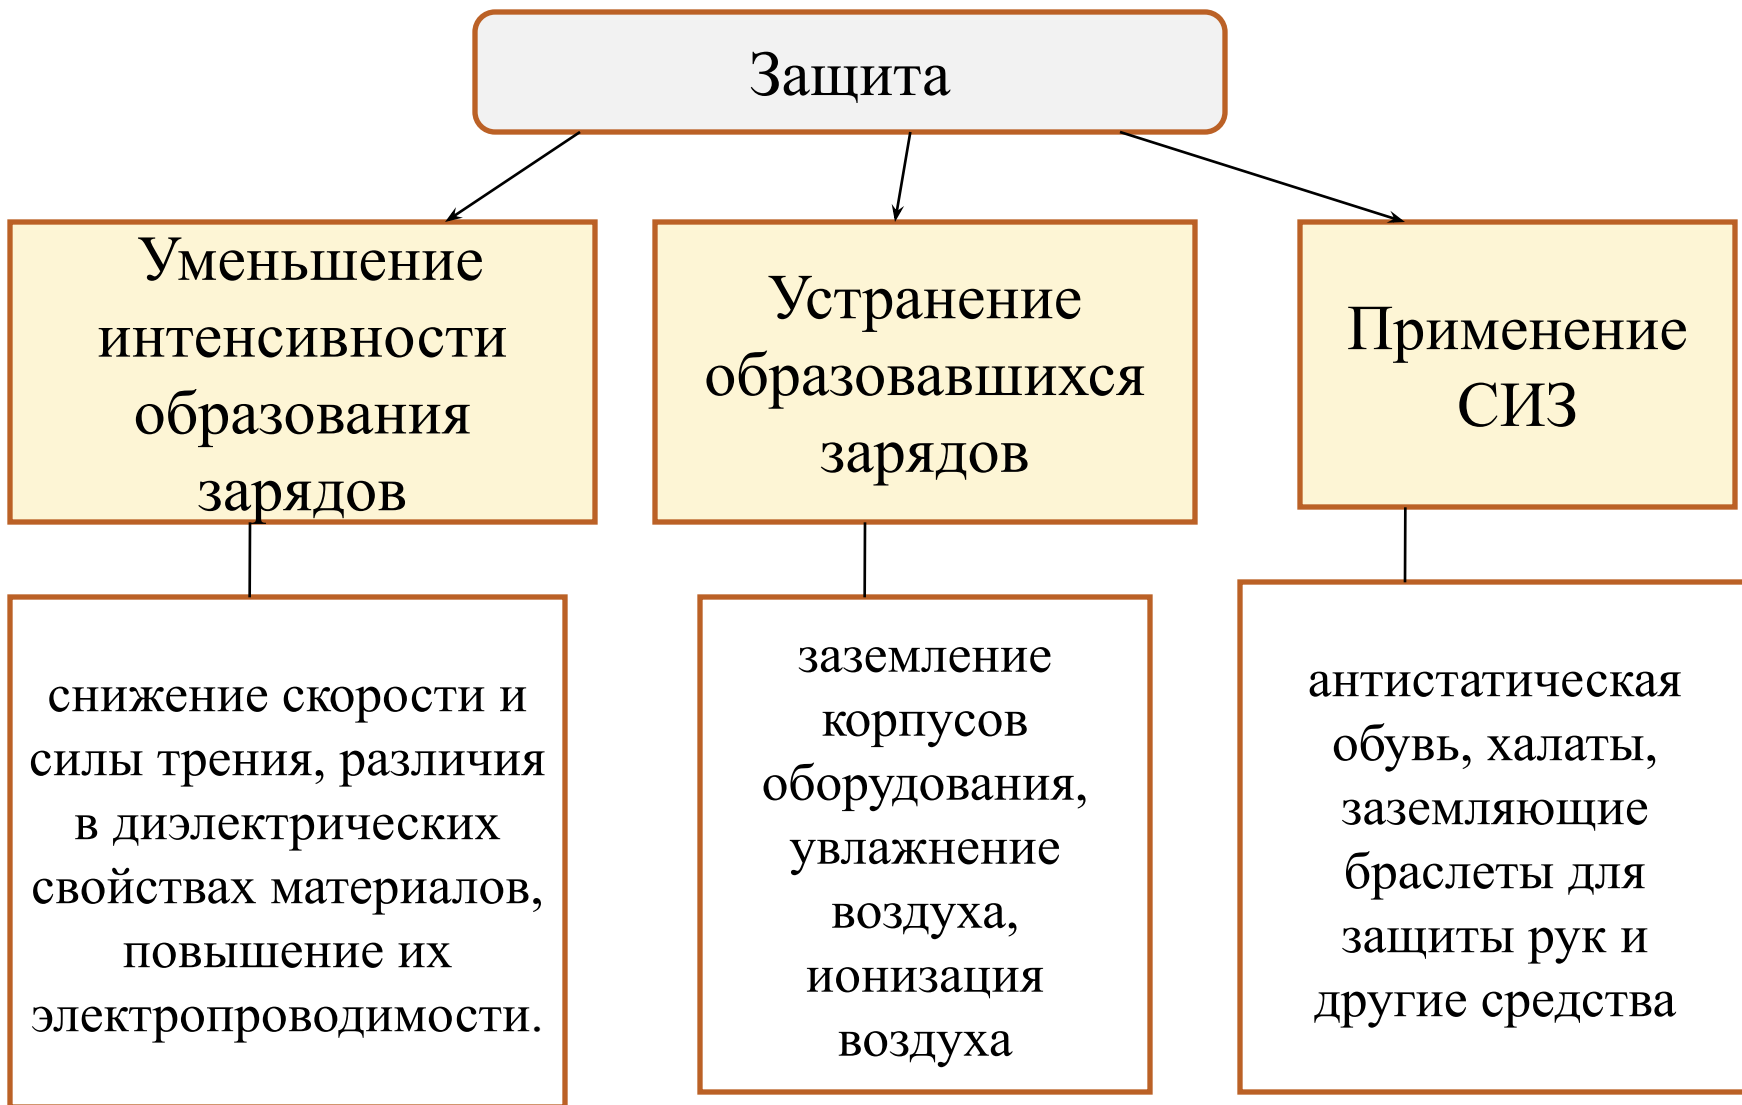 Защита
Уменьшение
интенсивности
образования
зарядов
Устранение
образовавшихся
зарядов
Применение
СИЗ
снижение скорости и
силы трения, различия
в диэлектрических
свойствах материалов,
повышение их
электропроводимости.
заземление
корпусов
оборудования,
увлажнение
воздуха,
ионизация
воздуха
антистатическая
обувь, халаты,
заземляющие
браслеты для
защиты рук и
другие средства